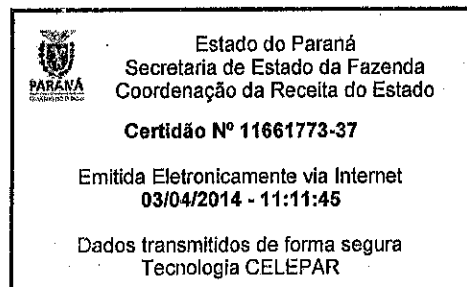 Estado do Paraná
Secretaria de Estado da Fazenda
Coordenação da Receita do Estado
PARANÁ
Certidão Nº 11661773-37
Emitida Eletronicamente via Internet
03/04/2014 - 11:11:45
Dados transmitidos de forma segura
Tecnologia CELEPAR